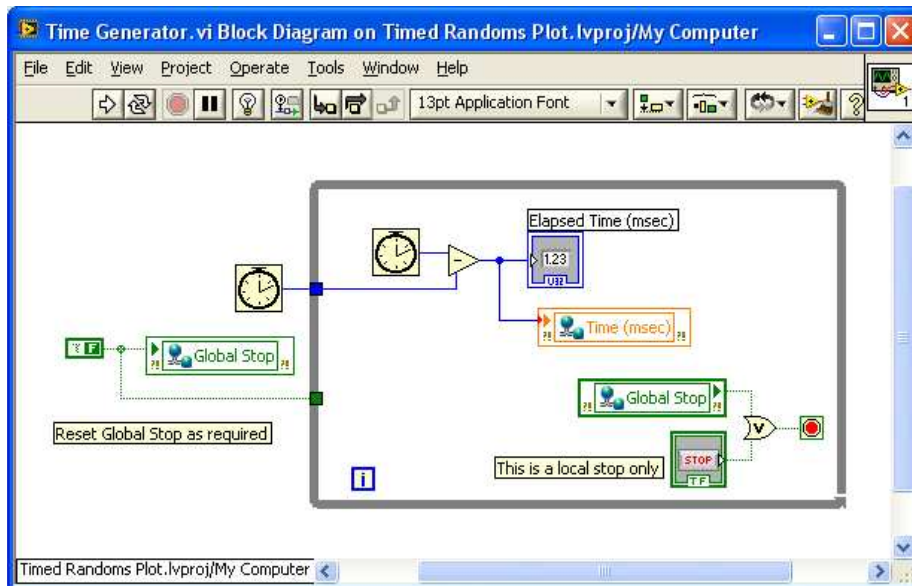 Time Generator.vi Block Diagram on Timed Randoms Plot.lvproj/My Computer
File Edit View Project Operate Tools Window Help
13pt Application Font
?
1
Elapsed Time (msec)
1.23
U32
Time (msec)
?! ?!
F
Global Stop
?! ?!
Global Stop
?! ?!
Reset Global Stop as required
V
STOP
TF
This is a local stop only
i
Timed Randoms Plot.lvproj/My Computer